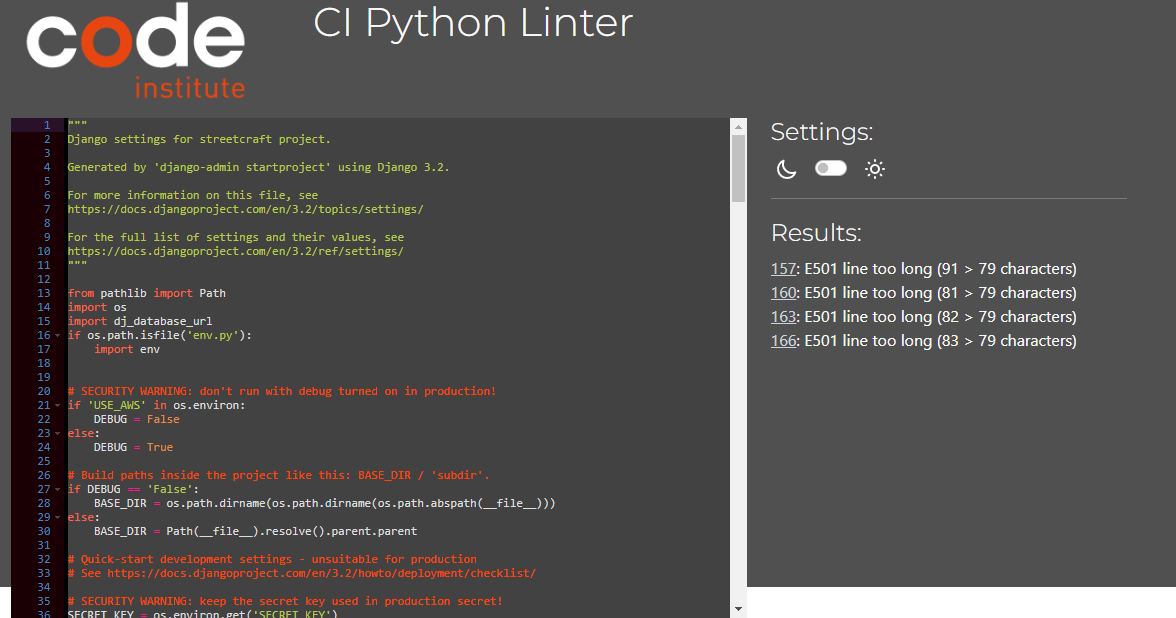 code
institute
CI Python Linter
1 """
2 Django settings for streetcraft project.
3
4 Generated by 'django-admin startproject' using Django 3.2.
5
6 For more information on this file, see
7 https://docs.djangoproject.com/en/3.2/topics/settings/
8
9 For the full list of settings and their values, see
10 https://docs.djangoproject.com/en/3.2/ref/settings/
11 """
12
13 from pathlib import Path
14 import os
15 import dj_database_url
16 if os.path.isfile('env.py'):
17     import env
18
19
20 # SECURITY WARNING: don't run with debug turned on in production!
21 if 'USE_AWS' in os.environ:
22     DEBUG = False
23 else:
24     DEBUG = True
25
26 # Build paths inside the project like this: BASE_DIR / 'subdir'.
27 if DEBUG == 'False':
28     BASE_DIR = os.path.dirname(os.path.dirname(os.path.abspath(__file__)))
29 else:
30     BASE_DIR = Path(__file__).resolve().parent.parent
31
32 # Quick-start development settings - unsuitable for production
33 # See https://docs.djangoproject.com/en/3.2/howto/deployment/checklist/
34
35 # SECURITY WARNING: keep the secret key used in production secret!
36 SECRET_KEY = os.environ.get('SECRET_KEY')
Settings:
Results:
157: E501 line too long (91 > 79 characters)
160: E501 line too long (81 > 79 characters)
163: E501 line too long (82 > 79 characters)
166: E501 line too long (83 > 79 characters)